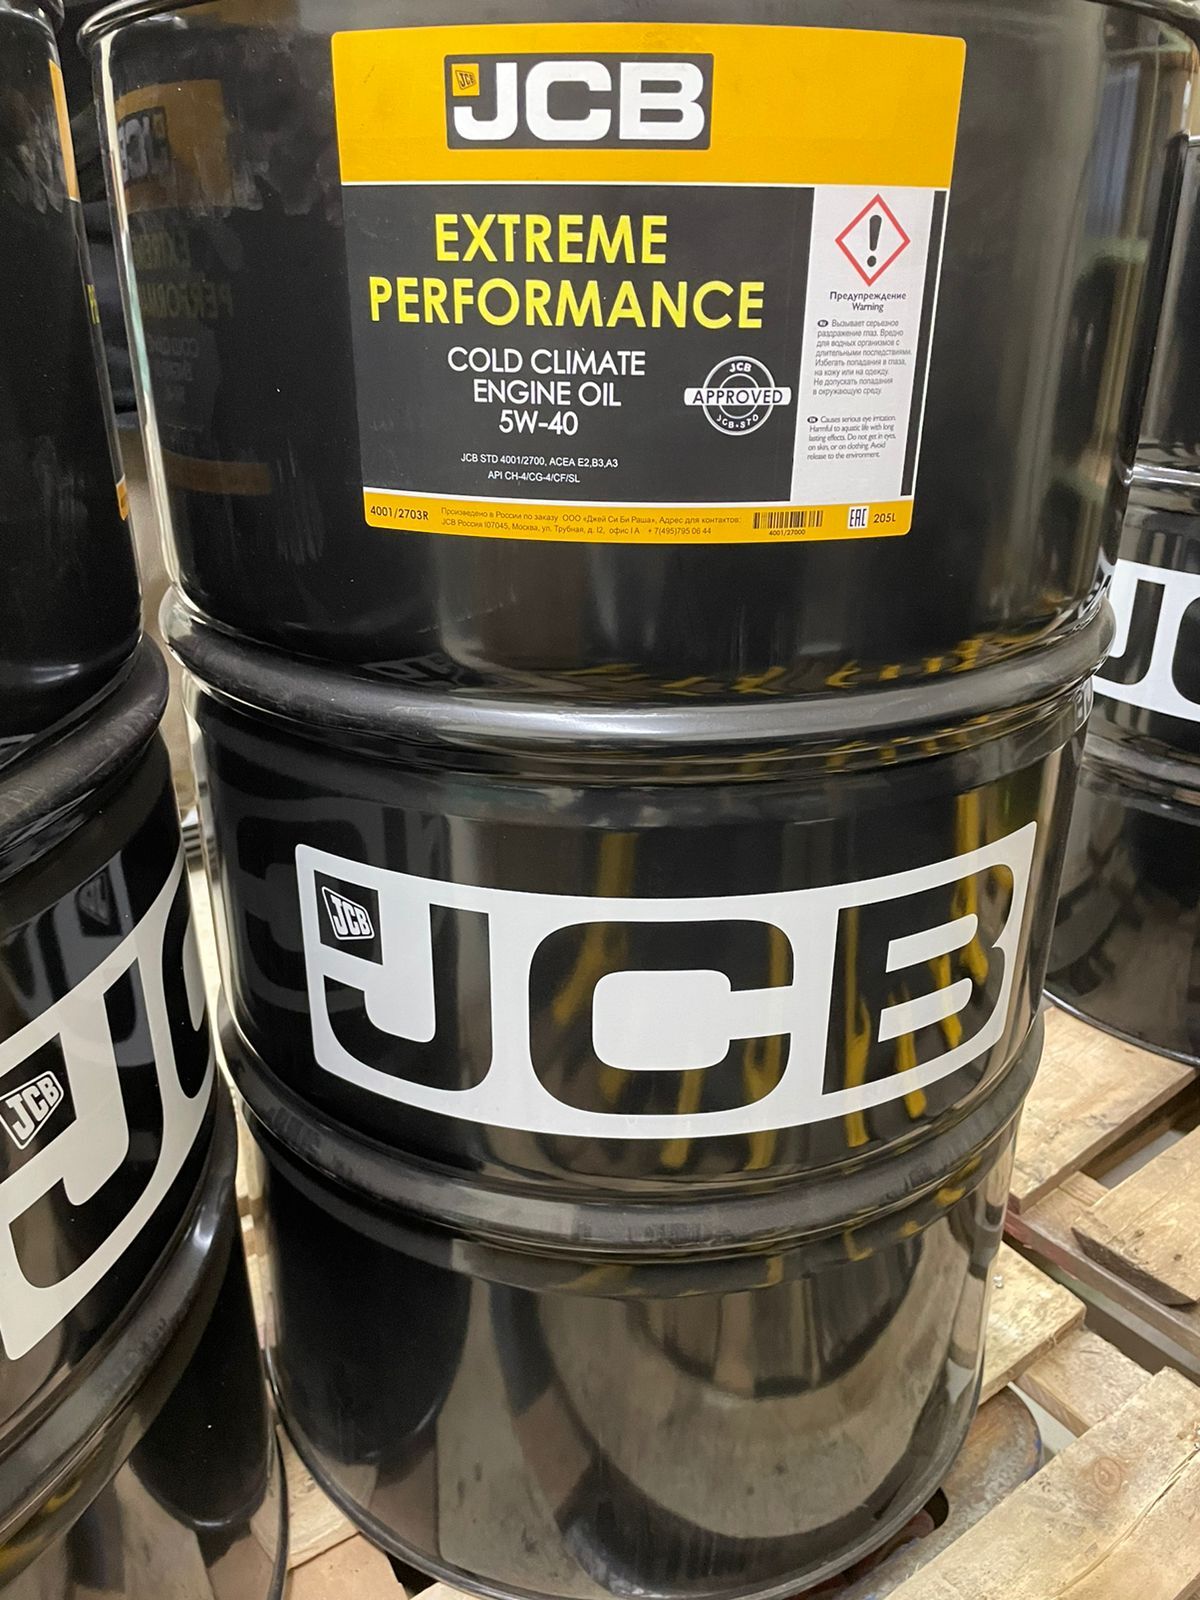 JCB
JCB
EXTREME
PERFORMANCE
COLD CLIMATE
ENGINE OIL
5W-40
JCB STD 4001/2700, ACEA E2,B3,A3
API CH-4/CG-4/CF/SL
JCB
APPROVED
JCB-STD
Предупреждение
Warning
RU Вызывает серьезное
раздражение глаз. Вредно
для водных организмов с
длительными последствиями.
Избегать попадания в глаза,
на кожу или на одежду.
Не допускать попадания
в окружающую среду.
EN Causes serious eye irritation.
Harmful to aquatic life with long
lasting effects. Do not get in eyes,
on skin, or on clothing. Avoid
release to the environment.
4001/2703R
Произведено в России по заказу ООО «Джей Си Би Раша», Адрес для контактов:
JCB Россия 107045, Москва, ул. Трубная, д. 12, офис 1А +7(495)795 06 44
4001/27000
EAC
205L
JCB
JCB
JCB
J
JC